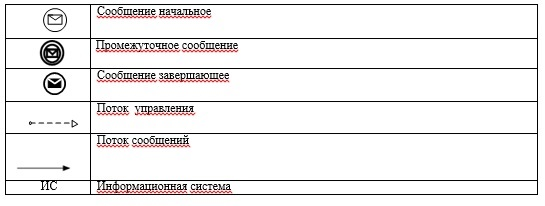 Сообщение начальное
Промежуточное сообщение
Сообщение завершающее
Поток управления
Поток сообщений
ИС Информационная система